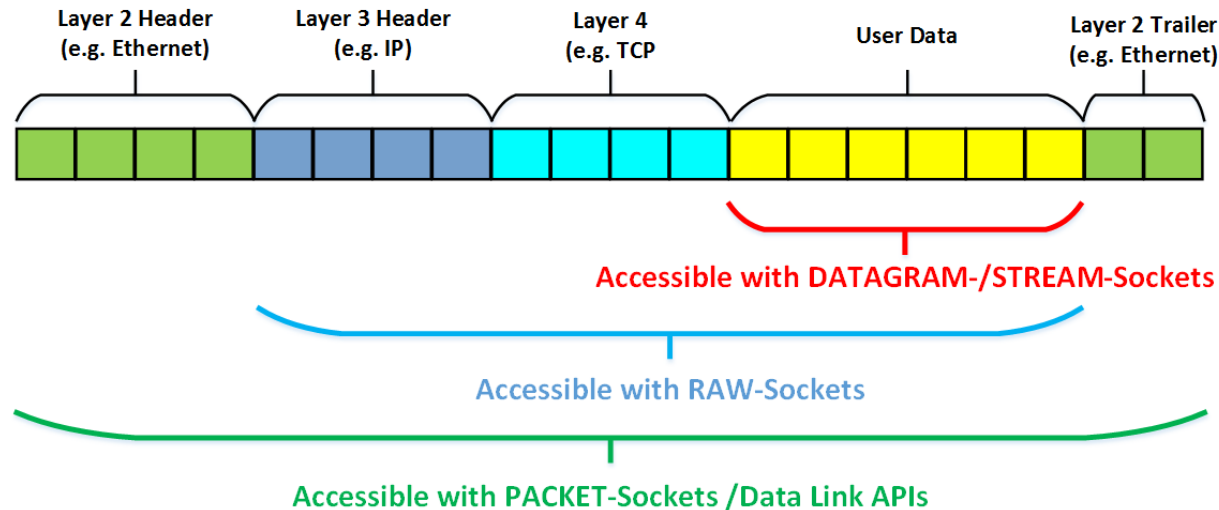 Layer 2 Header
(e.g. Ethernet)
Layer 3 Header
(e.g. IP)
Layer 4
(e.g. TCP
User Data
Layer 2 Trailer
(e.g. Ethernet)
Accessible with DATAGRAM-/STREAM-Sockets
Accessible with RAW-Sockets
Accessible with PACKET-Sockets /Data Link APIs